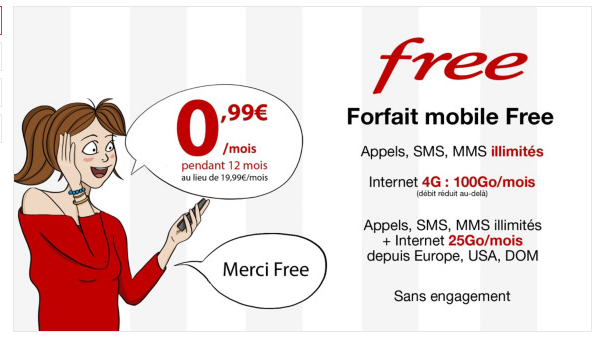 0,99€
/mois
pendant 12 mois
au lieu de 19,99€/mois
Merci Free
free
Forfait mobile Free
Appels, SMS, MMS illimités
Internet 4G : 100Go/mois
(débit réduit au-delà)
Appels, SMS, MMS illimités
+ Internet 25Go/mois
depuis Europe, USA, DOM
Sans engagement